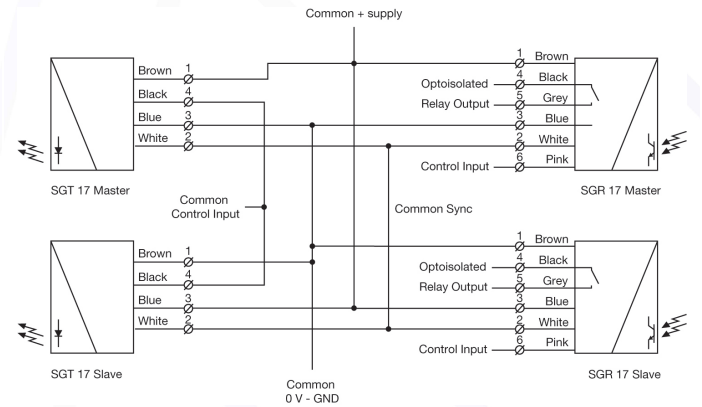 Common + supply
Brown 1
Black 4
Blue 3
White 2
SGT 17 Master
1 Brown
Optoisolated 4 Black
Relay Output 5 Grey
3 Blue
2 White
Control Input 6 Pink
SGR 17 Master
Common
Control Input
Common Sync
Brown 1
Black 4
Blue 3
White 2
SGT 17 Slave
1 Brown
Optoisolated 4 Black
Relay Output 5 Grey
3 Blue
2 White
Control Input 6 Pink
SGR 17 Slave
Common
0 V - GND